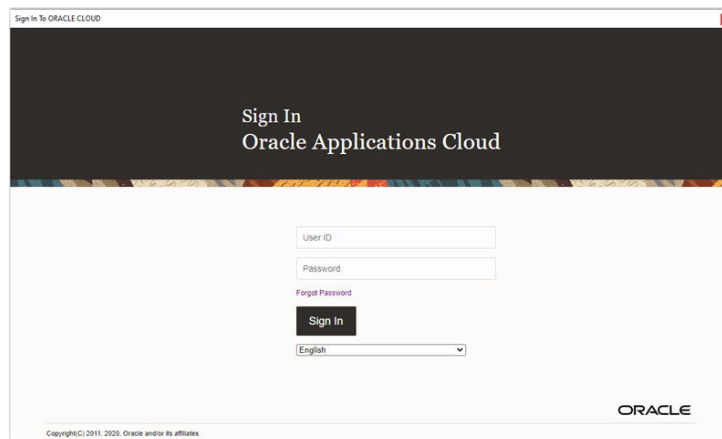 Sign In To ORACLE CLOUD
Sign In
Oracle Applications Cloud
User ID
Password
Forgot Password
Sign In
English
ORACLE
Copyright(C) 2011, 2020, Oracle and/or its affiliates.